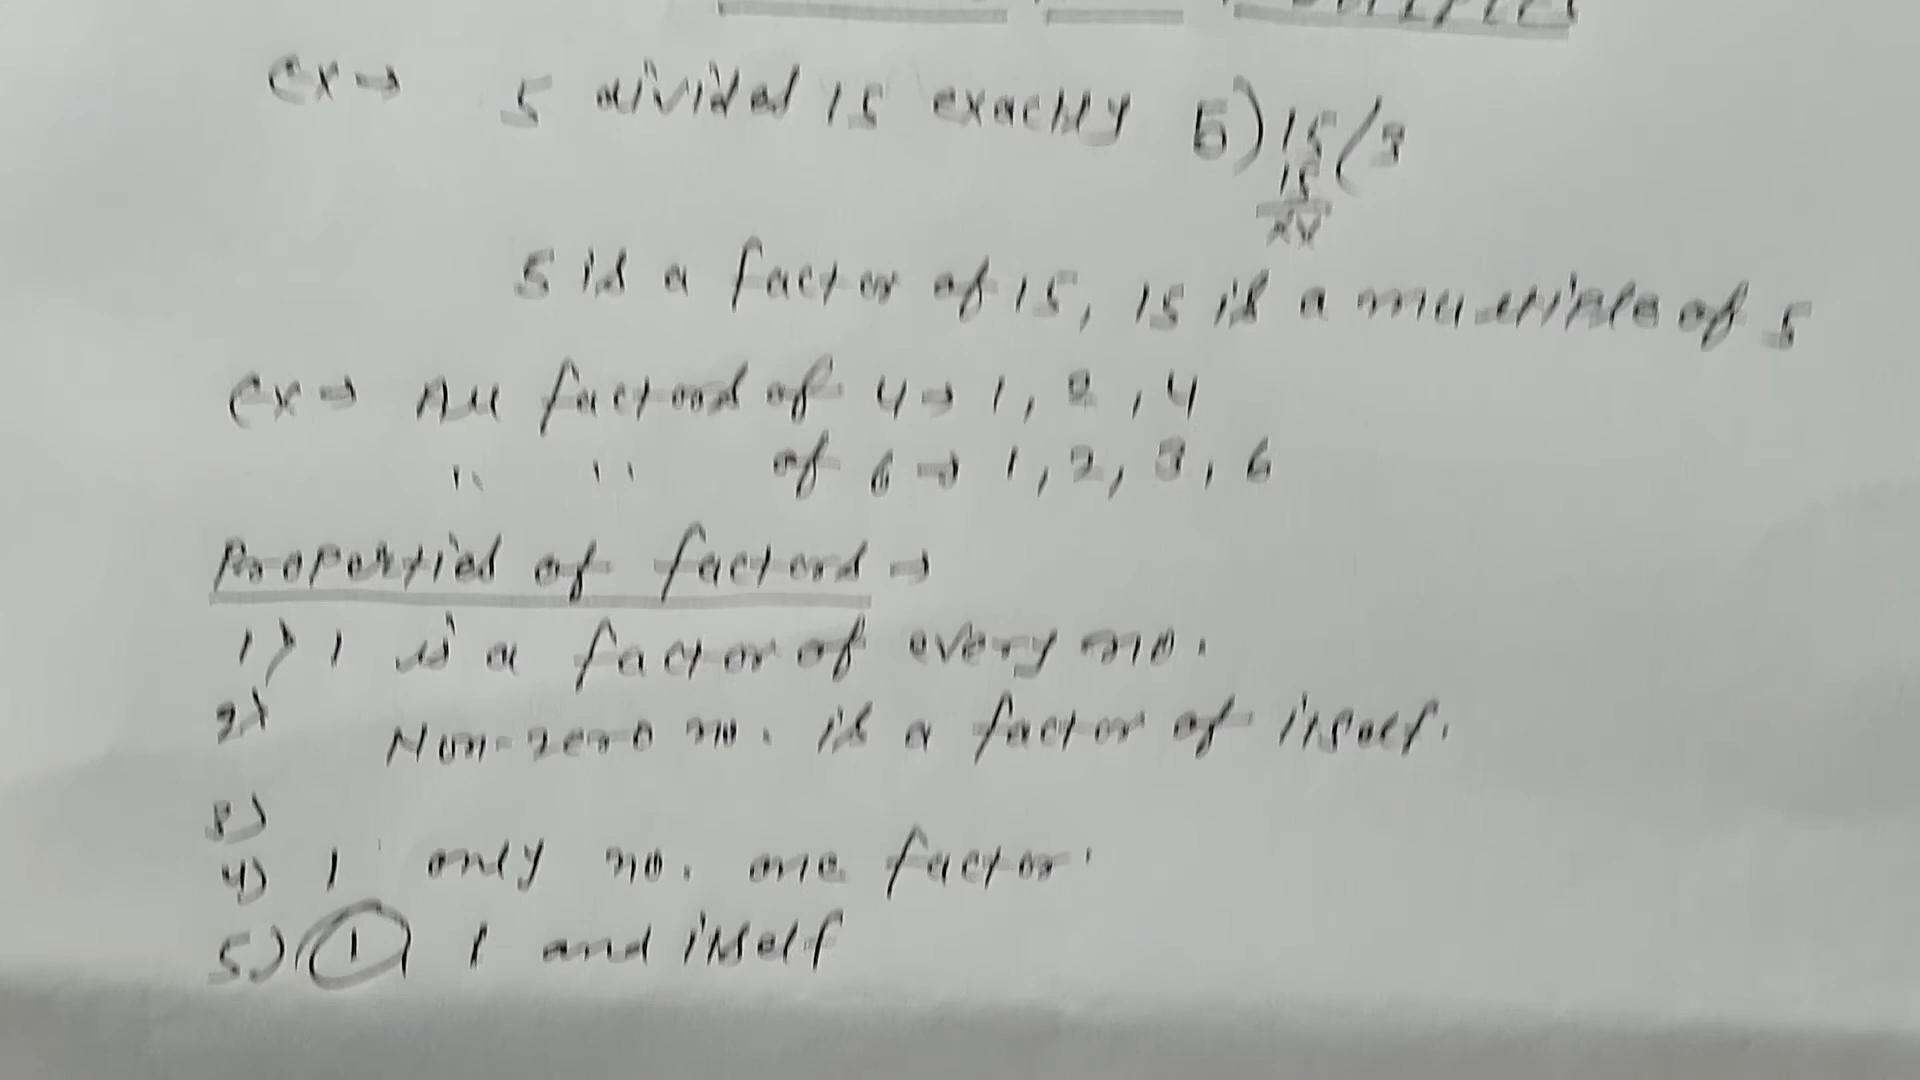 ex→ 5 divided 15 exactly 5)15(3
15
5 is a factor of 15, 15 is a multiple of 5
ex→ All factors of 4→ 1, 2, 4
" " of 6→ 1, 2, 3, 6
Properties of factors→
1) 1 is a factor of every no.
2) Non-zero no. is a factor of itself.
3)
4) 1 only no. one factor.
5) 1 1 and itself